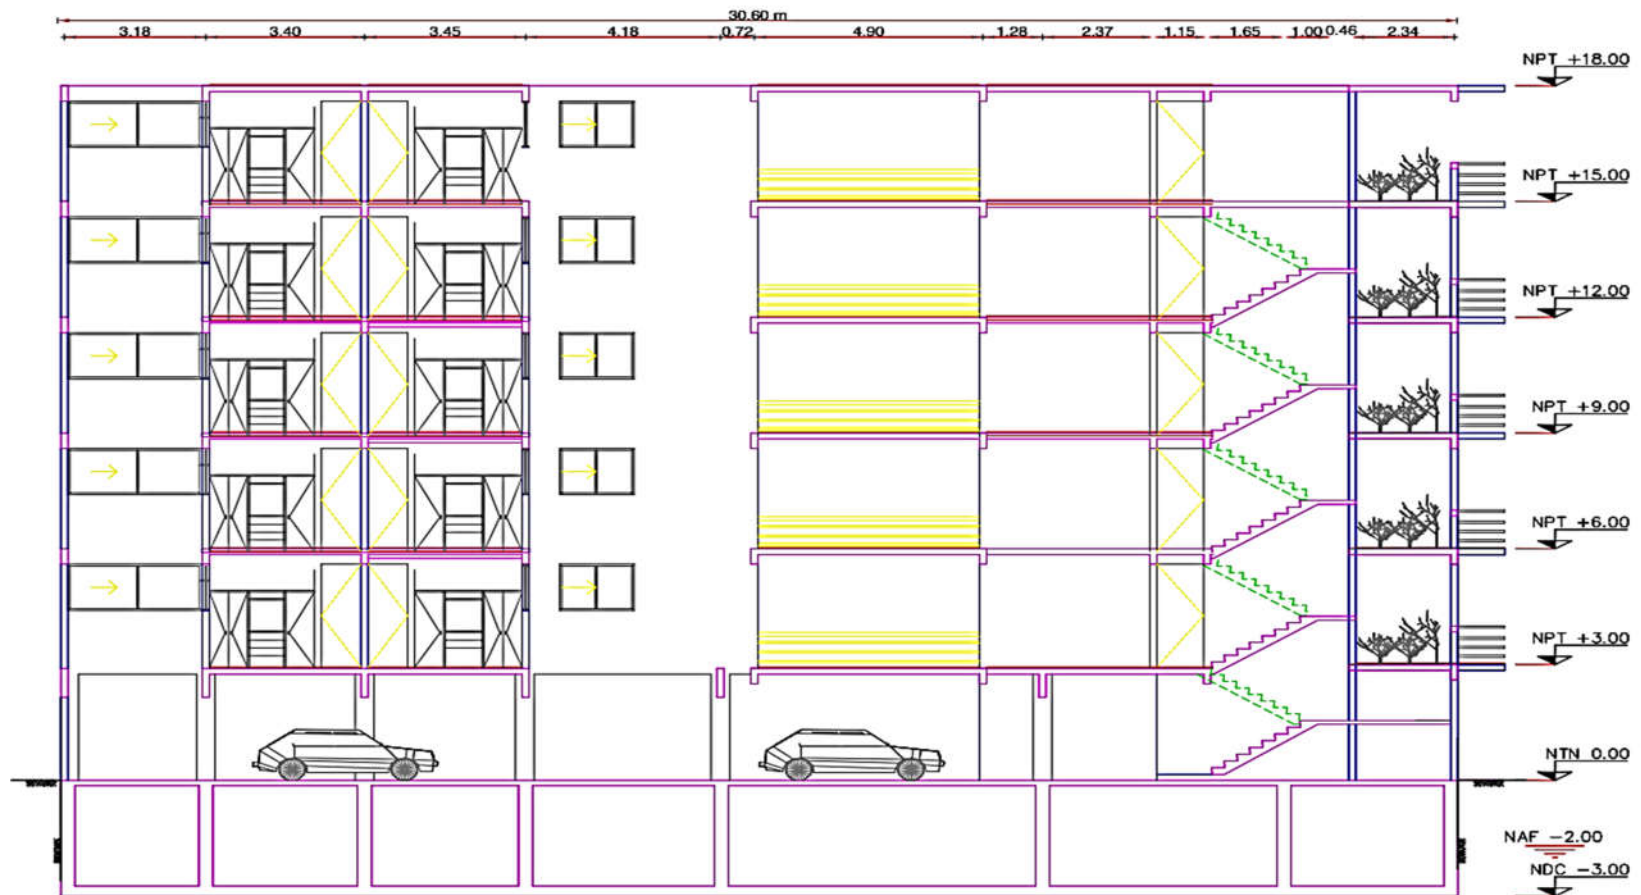 30.60 m
3.18 3.40 3.45 4.18 0.72 4.90 1.28 2.37 1.15 1.65 1.00 0.46 2.34
NPT +18.00
NPT +15.00
NPT +12.00
NPT +9.00
NPT +6.00
NPT +3.00
NTN 0.00
NAF -2.00
NDC -3.00